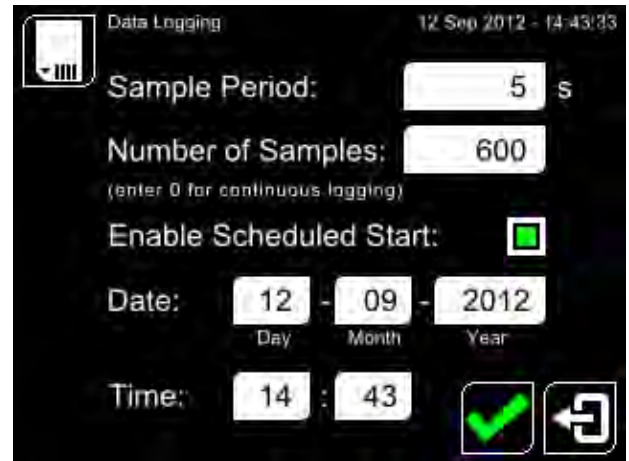 Data Logging 12 Sep 2012 - 14:43:33
Sample Period: 5 s
Number of Samples: 600
(enter 0 for continuous logging)
Enable Scheduled Start:
Date: 12 - 09 - 2012
Day Month Year
Time: 14 : 43